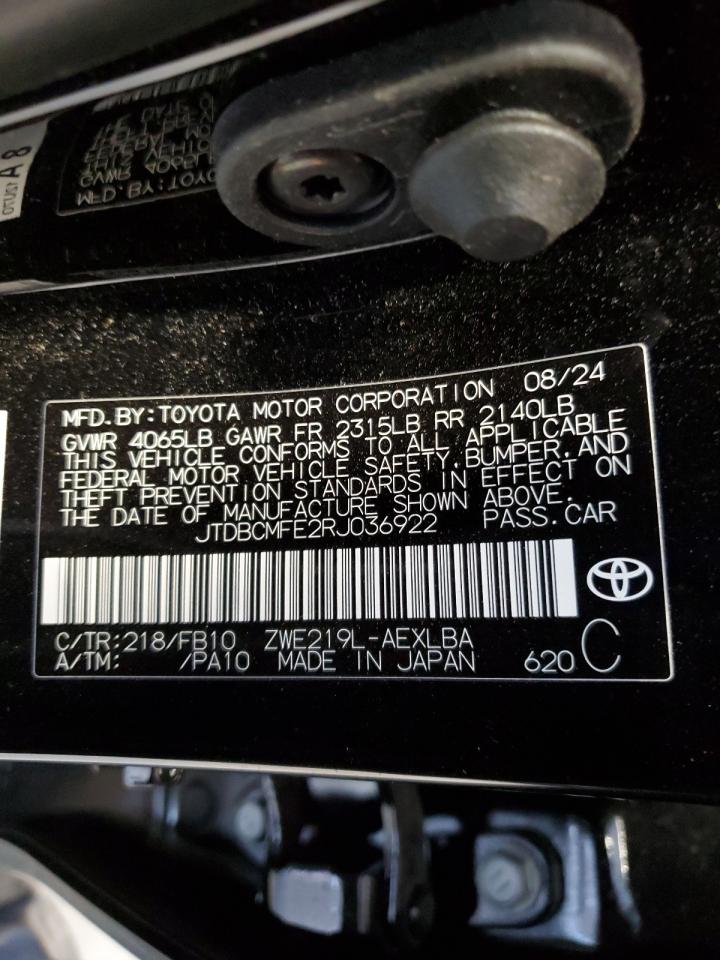 A 8
MFD.BY:TOYOTA MOTOR CORPORATION 08/24
GVWR 4065LB GAWR FR 2315LB RR 2140LB
THIS VEHICLE CONFORMS TO ALL APPLICABLE
FEDERAL MOTOR VEHICLE SAFETY,BUMPER,AND
THEFT PREVENTION STANDARDS IN EFFECT ON
THE DATE OF MANUFACTURE SHOWN ABOVE.
JTDBCMFE2RJ036922 PASS.CAR
C/TR:218/FB10 ZWE219L-AEXLBA
A/TM: /PA10 MADE IN JAPAN 620 C